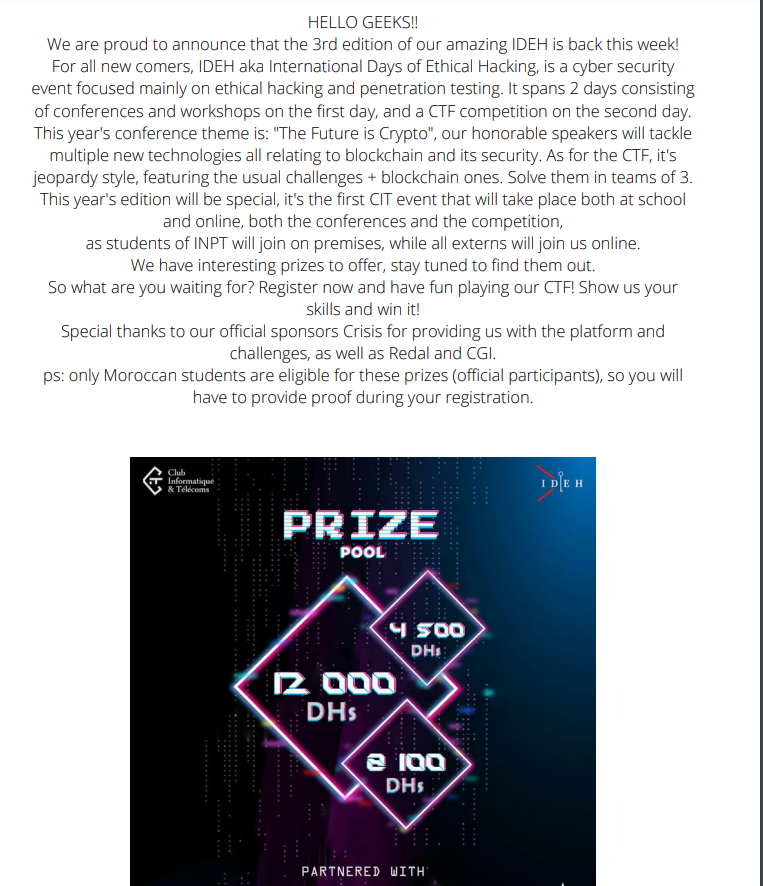 HELLO GEEKS!!
We are proud to announce that the 3rd edition of our amazing IDEH is back this week!
For all new comers, IDEH aka International Days of Ethical Hacking, is a cyber security
event focused mainly on ethical hacking and penetration testing. It spans 2 days consisting
of conferences and workshops on the first day, and a CTF competition on the second day.
This year's conference theme is: "The Future is Crypto", our honorable speakers will tackle
multiple new technologies all relating to blockchain and its security. As for the CTF, it's
jeopardy style, featuring the usual challenges + blockchain ones. Solve them in teams of 3.
This year's edition will be special, it's the first CIT event that will take place both at school
and online, both the conferences and the competition,
as students of INPT will join on premises, while all externs will join us online.
We have interesting prizes to offer, stay tuned to find them out.
So what are you waiting for? Register now and have fun playing our CTF! Show us your
skills and win it!
Special thanks to our official sponsors Crisis for providing us with the platform and
challenges, as well as Redal and CGI.
ps: only Moroccan students are eligible for these prizes (official participants), so you will
have to provide proof during your registration.
Club
Informatique
& Télécoms
IDEH
PRIZE
POOL
4 500
DHs
12 000
DHs
8 100
DHs
PARTNERED WITH